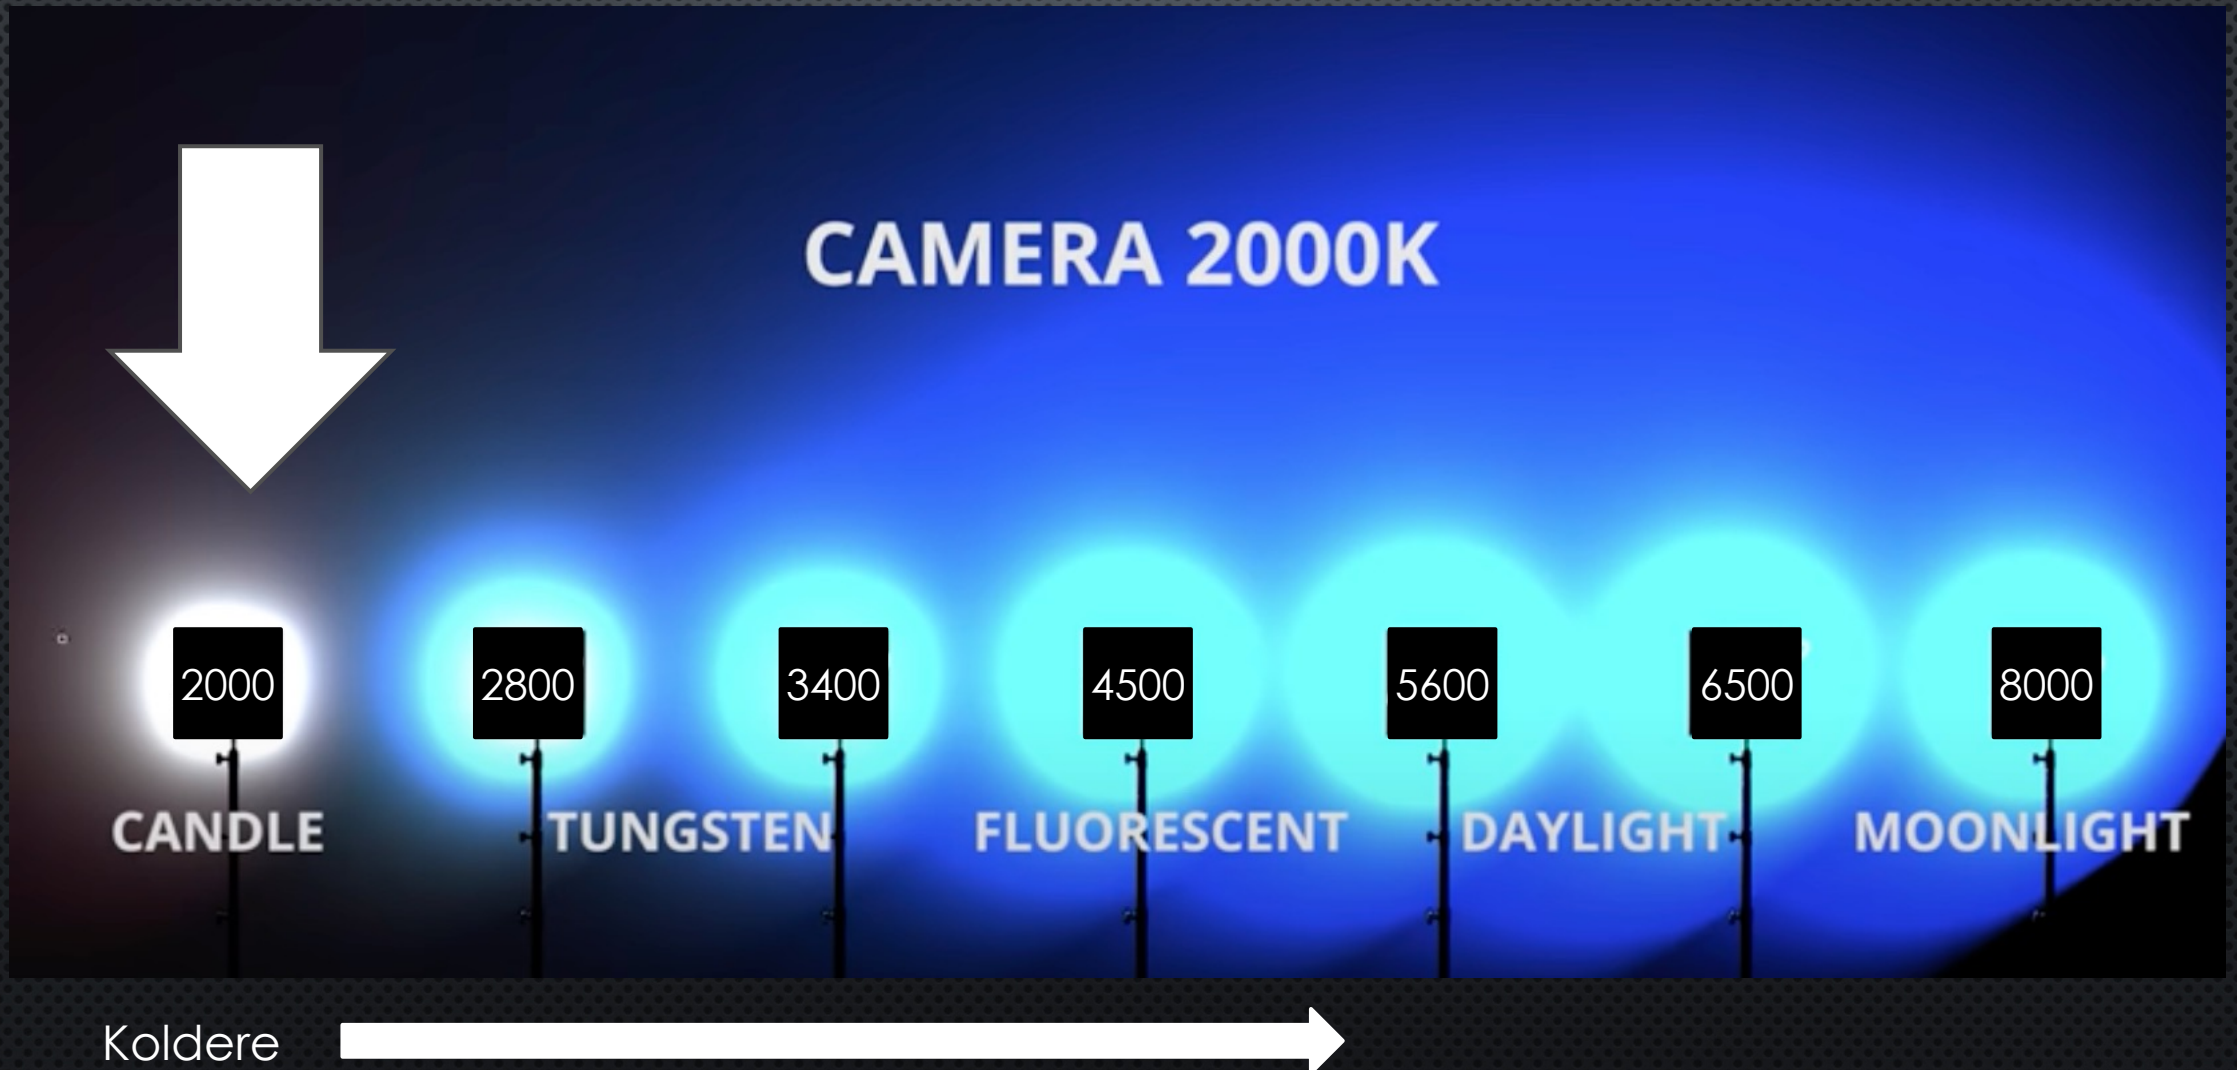 CAMERA 2000K
2000 2800 3400 4500 5600 6500 8000
CANDLE TUNGSTEN FLUORESCENT DAYLIGHT MOONLIGHT
Koldere